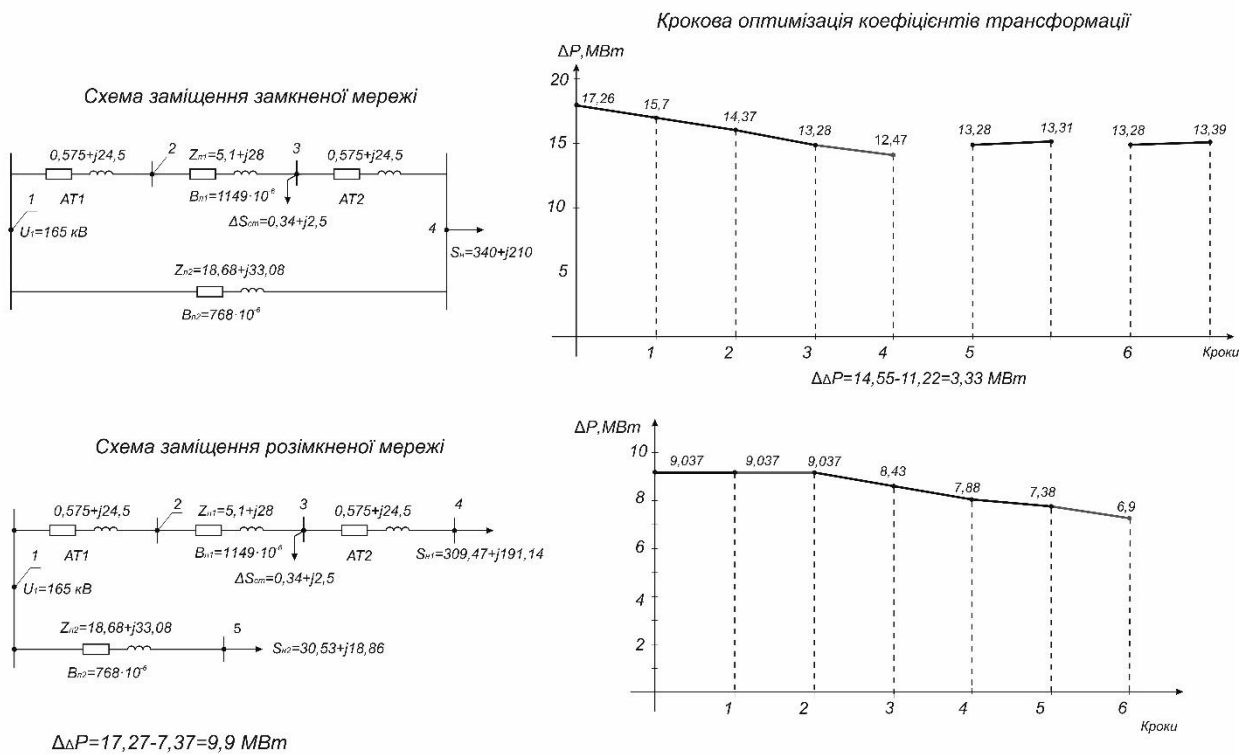 Крокова оптимізація коефіцієнтів трансформації
ΔP,МВт
20
15
10
5
17,26
15,7
14,37
13,28
12,47
13,28
13,31
13,28
13,39
1
2
3
4
5
6
Кроки
Δ∆P=14,55-11,22=3,33 МВт
Схема заміщення замкненої мережі
0,575+j24,5
2
Zл1=5,1+j28
3
0,575+j24,5
AT1
Bл1=1149·10⁻⁶
AT2
1
ΔSст=0,34+j2,5
U₁=165 кВ
4
Sн=340+j210
Zл2=18,68+j33,08
Bл2=768·10⁻⁶
Схема заміщення розімкненої мережі
0,575+j24,5
2
Zл1=5,1+j28
3
0,575+j24,5
4
AT1
Bл1=1149·10⁻⁶
AT2
Sн1=309,47+j191,14
1
ΔSст=0,34+j2,5
U₁=165 кВ
Zл2=18,68+j33,08
5
Sн2=30,53+j18,86
Bл2=768·10⁻⁶
Δ∆P=17,27-7,37=9,9 МВт
ΔP,МВт
10
8
6
4
2
9,037
9,037
9,037
8,43
7,88
7,38
6,9
1
2
3
4
5
6
Кроки